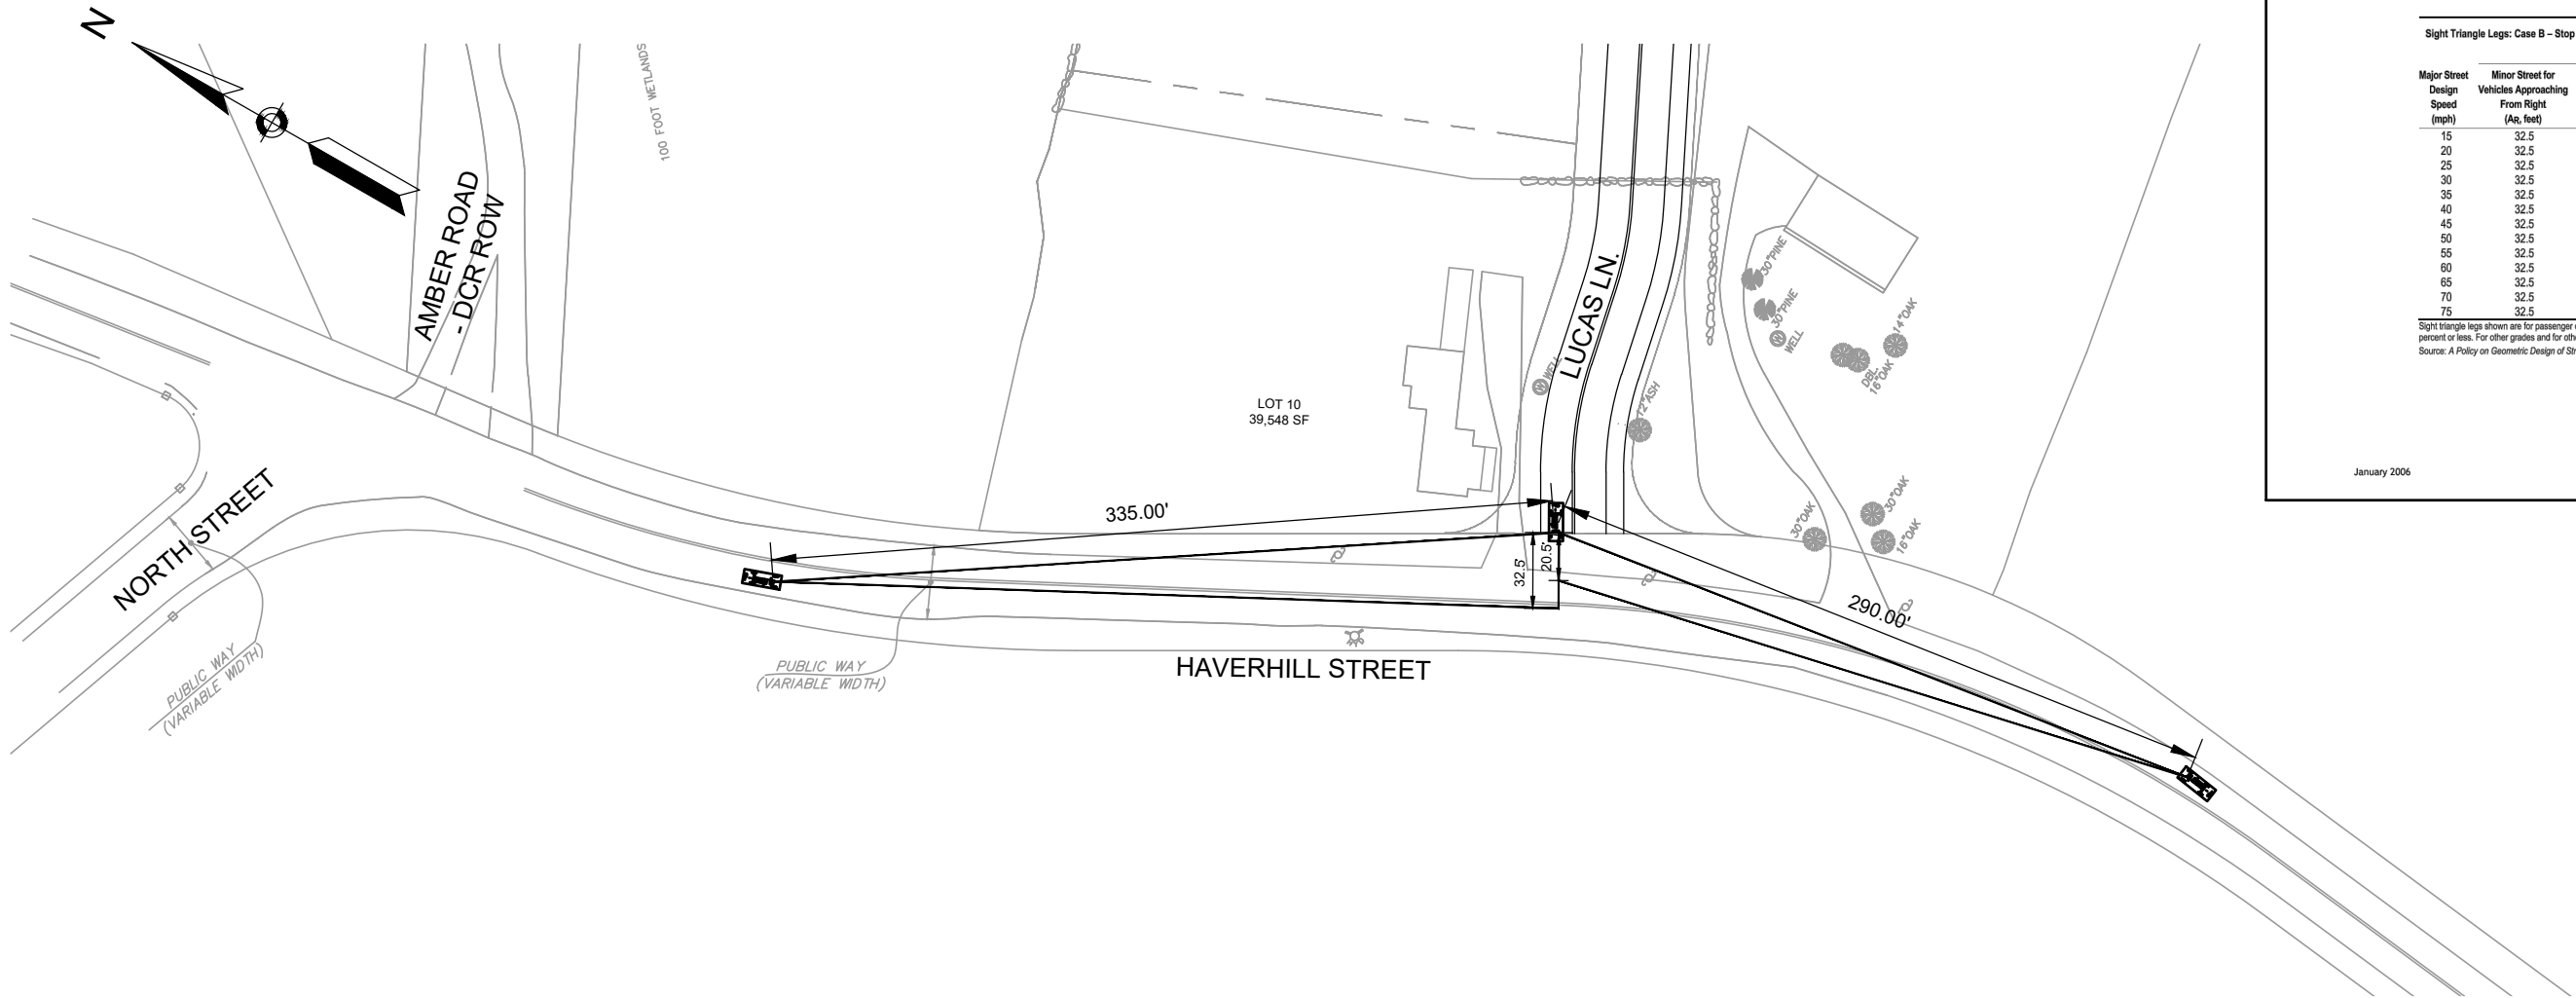 N
AMBER ROAD
- DCR ROW
100 FOOT WETLANDS
NORTH STREET
PUBLIC WAY
(VARIABLE WIDTH)
PUBLIC WAY
(VARIABLE WIDTH)
335.00'
LOT 10
39,548 SF
HAVERHILL STREET
W WELL
LUCAS LN.
12"ASH
32.5'
20.5'
290.00'
30"PINE
30"PINE
W WELL
14"OAK
DBL.
16"OAK
30"OAK
30"OAK
16"OAK
Sight Triangle Legs: Case B – Stop
Major Street
Design
Speed
(mph)
Minor Street for
Vehicles Approaching
From Right
(AR, feet)
15 32.5
20 32.5
25 32.5
30 32.5
35 32.5
40 32.5
45 32.5
50 32.5
55 32.5
60 32.5
65 32.5
70 32.5
75 32.5
Sight triangle legs shown are for passenger
percent or less. For other grades and for
Source: A Policy on Geometric Design of
January 2006